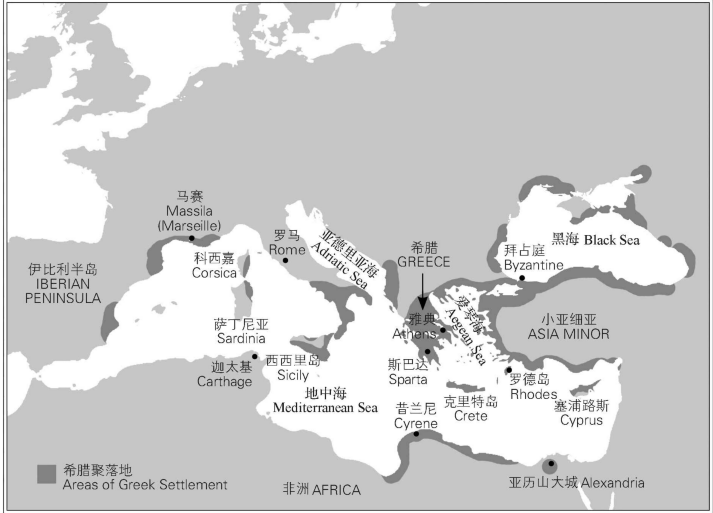 马赛
Massila
(Marseille)
伊比利半岛
IBERIAN
PENINSULA
科西嘉
Corsica
罗马
Rome
亚德里亚海
Adriatic Sea
希腊
GREECE
拜占庭
Byzantine
黑海 Black Sea
萨丁尼亚
Sardinia
雅典
Athens
爱琴海
Aegean Sea
小亚细亚
ASIA MINOR
迦太基
Carthage
西西里岛
Sicily
斯巴达
Sparta
地中海
Mediterranean Sea
昔兰尼
Cyrene
克里特岛
Crete
罗德岛
Rhodes
塞浦路斯
Cyprus
希腊聚落地
Areas of Greek Settlement
非洲 AFRICA
亚历山大城 Alexandria